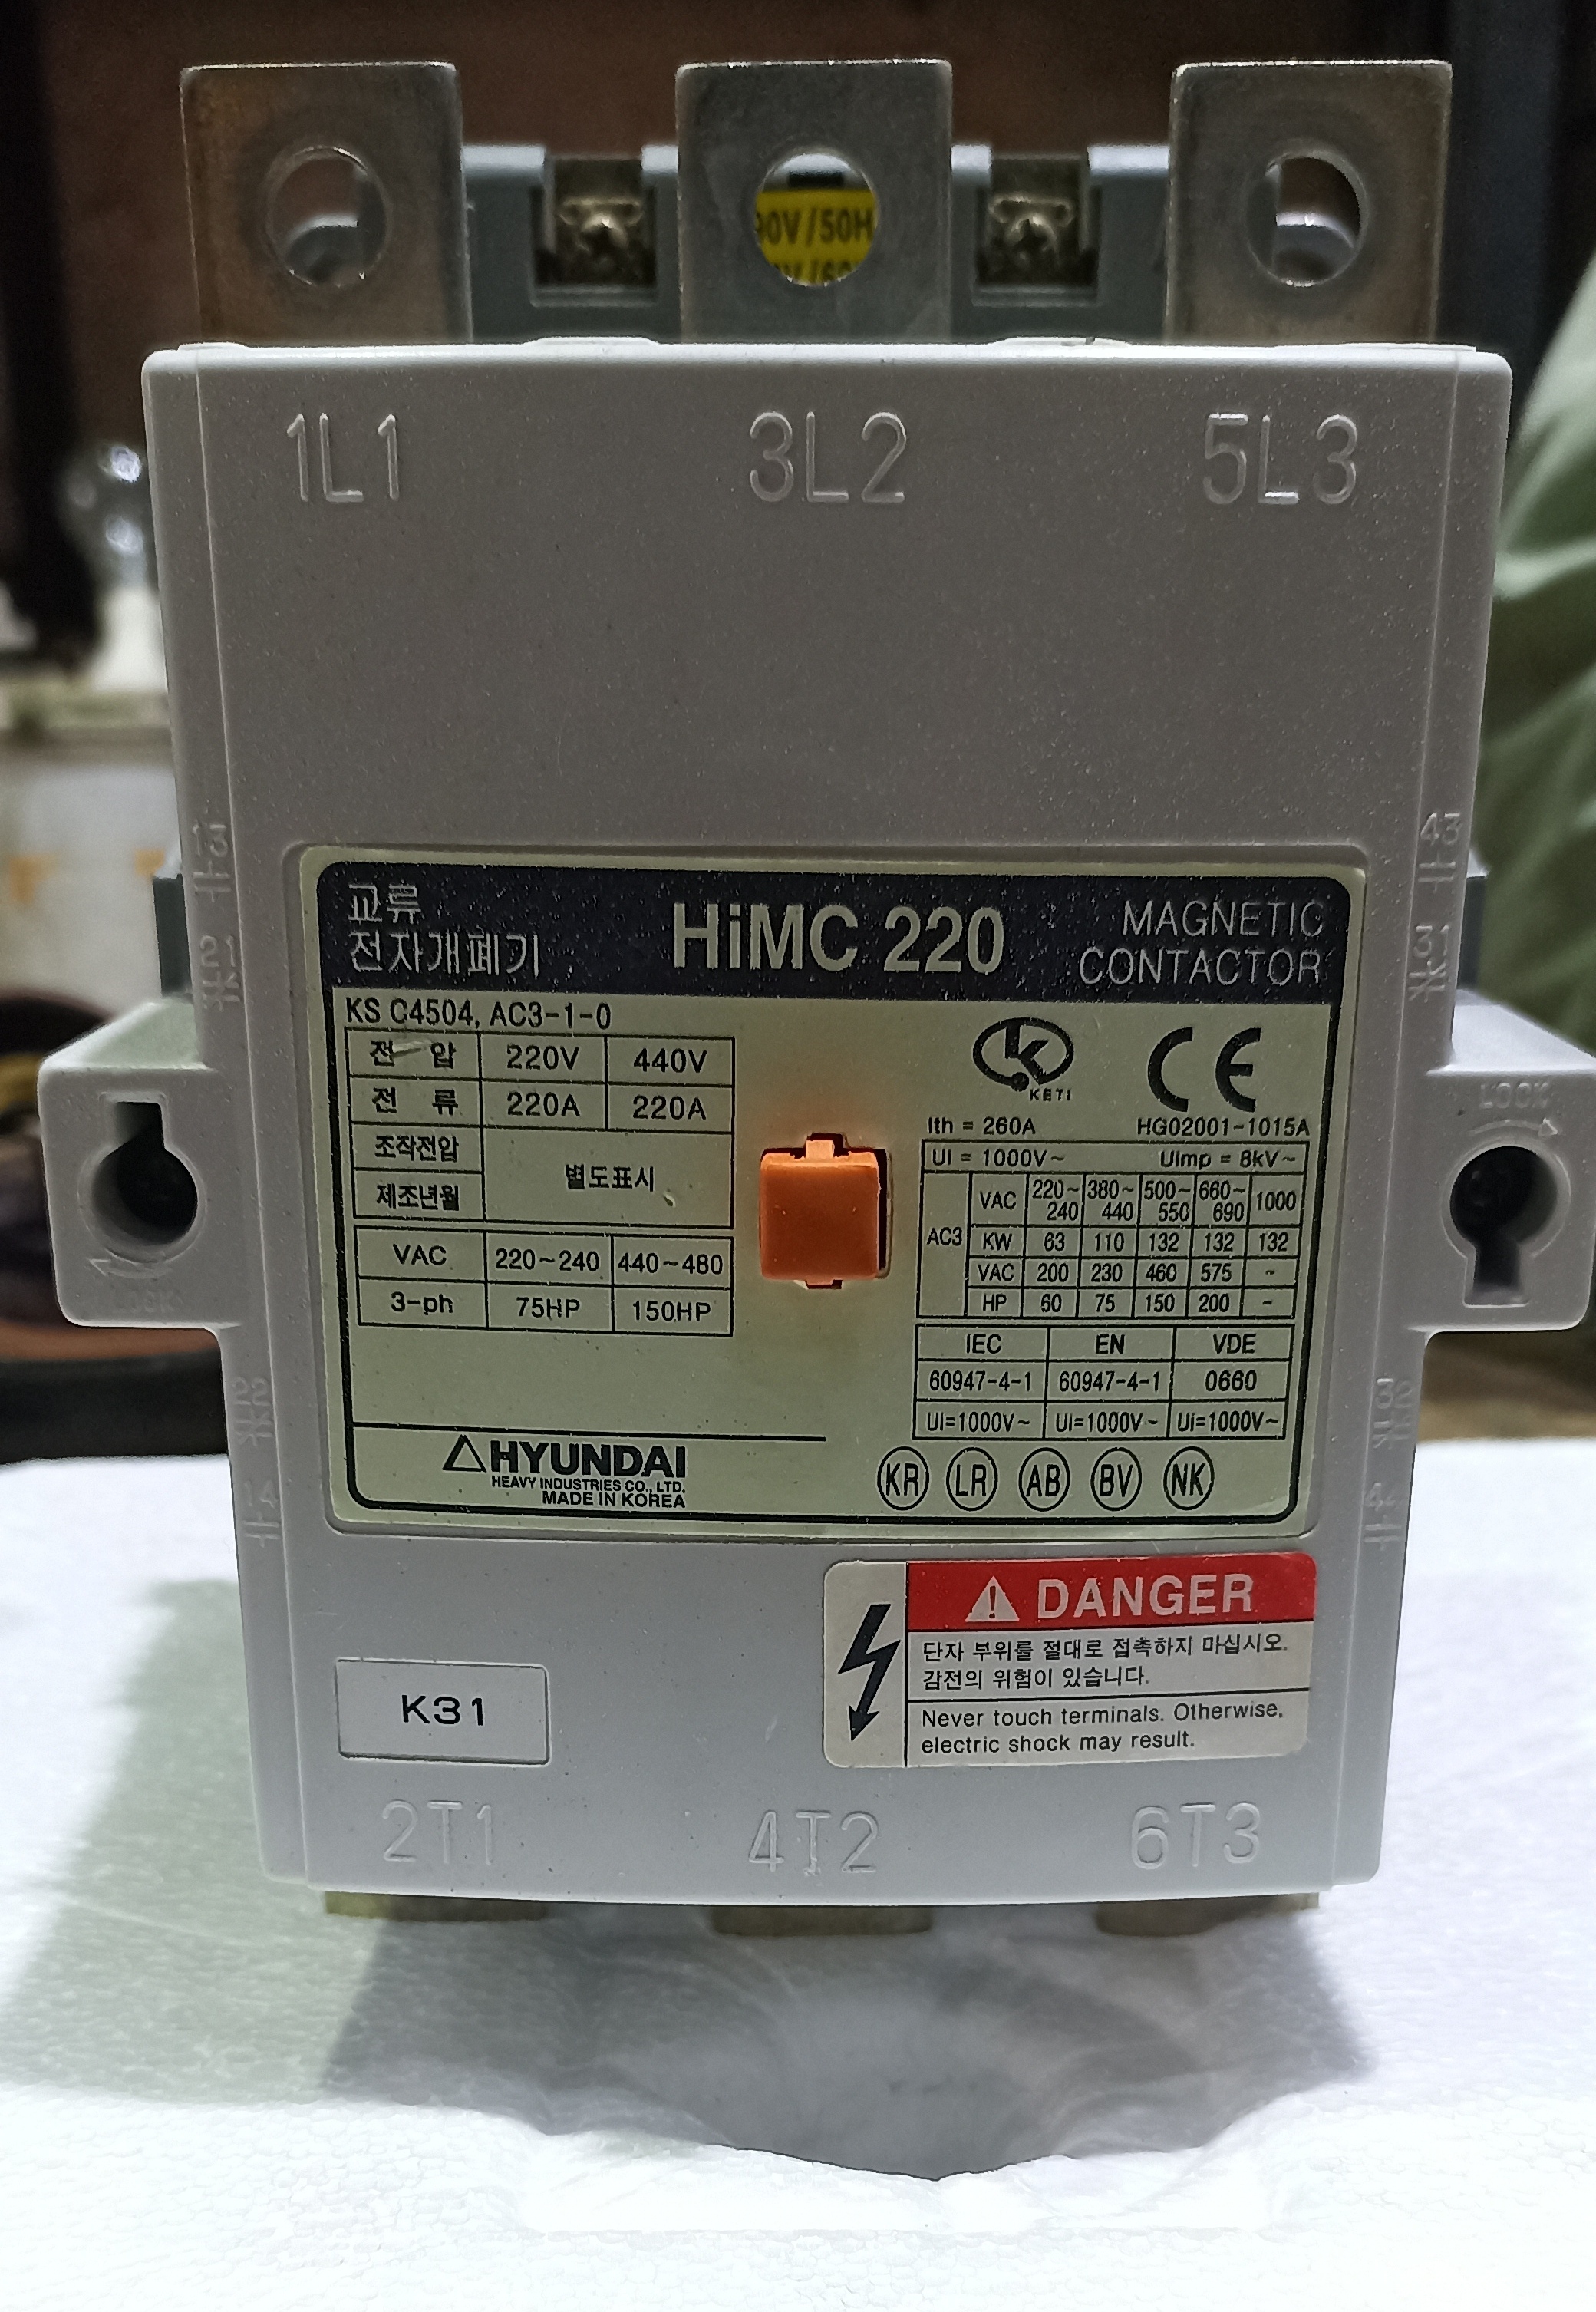 90V/50H
1L1 3L2 5L3
13 43
21 31
교류
전자개폐기
HiMC 220
MAGNETIC
CONTACTOR
KS C4504, AC3-1-0
전 압 220V 440V
전 류 220A 220A
조작전압 별도표시
제조년월
VAC 220~240 440~480
3-ph 75HP 150HP
KETI
CE
Ith = 260A HG02001-1015A
Ui = 1000V~ Uimp = 8kV~
AC3
VAC 220~240 380~440 500~550 660~690 1000
KW 63 110 132 132 132
VAC 200 230 460 575 -
HP 60 75 150 200 -
IEC EN VDE
60947-4-1 60947-4-1 0660
Ui=1000V~ Ui=1000V~ Ui=1000V~
HYUNDAI
HEAVY INDUSTRIES CO., LTD.
MADE IN KOREA
KR LR AB BV NK
LOCK
LOCK
22
14
DANGER
단자 부위를 절대로 접촉하지 마십시오.
감전의 위험이 있습니다.
Never touch terminals. Otherwise,
electric shock may result.
K31
2T1 4T2 6T3